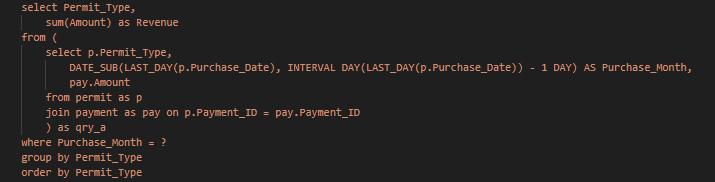 select Permit_Type,
sum(Amount) as Revenue
from (
select p.Permit_Type,
DATE_SUB(LAST_DAY(p.Purchase_Date), INTERVAL DAY(LAST_DAY(p.Purchase_Date)) - 1 DAY) AS Purchase_Month,
pay.Amount
from permit as p
join payment as pay on p.Payment_ID = pay.Payment_ID
) as qry_a
where Purchase_Month = ?
group by Permit_Type
order by Permit_Type